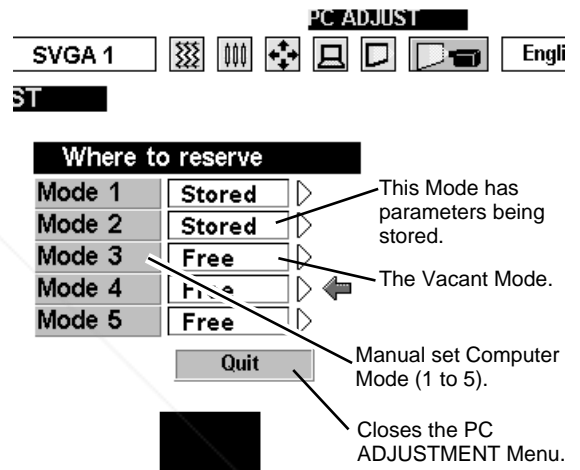 PC ADJUST
SVGA 1
Engli
ST
Where to reserve
Mode 1 Stored
Mode 2 Stored
Mode 3 Free
Mode 4 Free
Mode 5 Free
Quit
This Mode has
parameters being
stored.
The Vacant Mode.
Manual set Computer
Mode (1 to 5).
Closes the PC
ADJUSTMENT Menu.